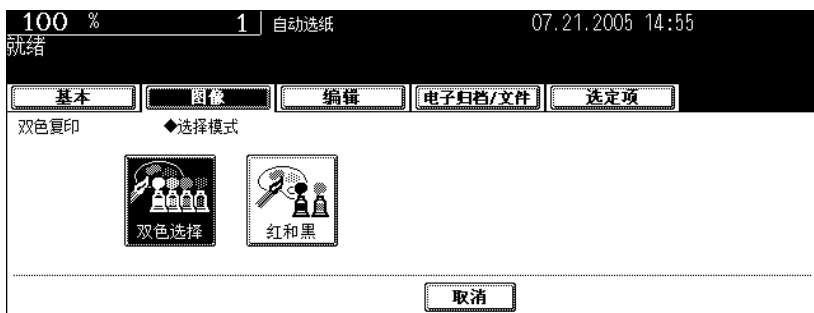 100 % 1 自动选纸 07.21.2005 14:55
就绪
基本 图像 编辑 电子归档/文件 选定项
双色复印 ◆选择模式
双色选择 红和黑
取消